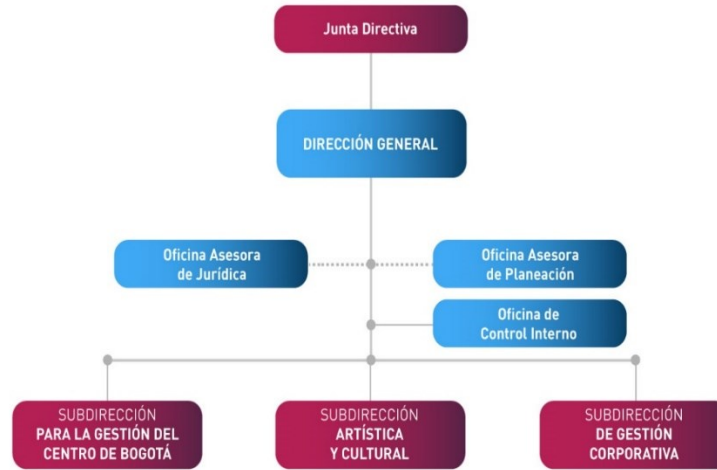 Junta Directiva
DIRECCIÓN GENERAL
Oficina Asesora
de Jurídica
Oficina Asesora
de Planeación
Oficina de
Control Interno
SUBDIRECCIÓN
PARA LA GESTIÓN DEL
CENTRO DE BOGOTÁ
SUBDIRECCIÓN
ARTÍSTICA
Y CULTURAL
SUBDIRECCIÓN
DE GESTIÓN
CORPORATIVA